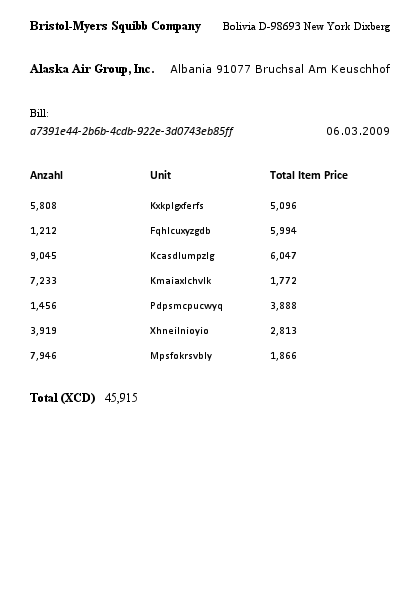 Bristol-Myers Squibb Company Bolivia D-98693 New York Dixberg
Alaska Air Group, Inc. Albania 91077 Bruchsal Am Keuschhof
Bill:
a7391e44-2b6b-4cdb-922e-3d0743eb85ff 06.03.2009
Anzahl Unit Total Item Price
5,808 Kxkplgxferfs 5,096
1,212 Fqhlcuxyzgdb 5,994
9,045 Kcasdlumpzlg 6,047
7,233 Kmaiaxlchvlk 1,772
1,456 Pdpsmcpucwyq 3,888
3,919 Xhneilnioyio 2,813
7,946 Mpsfokrsvbly 1,866
Total (XCD) 45,915